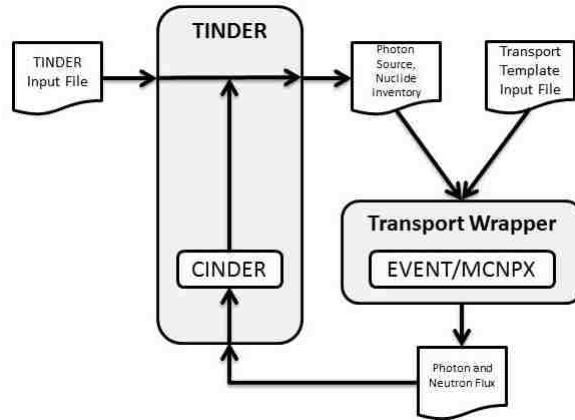 TINDER
TINDER
Input File
Photon
Source,
Nuclide
Inventory
Transport
Template
Input File
Transport Wrapper
CINDER
EVENT/MCNPX
Photon and
Neutron Flux